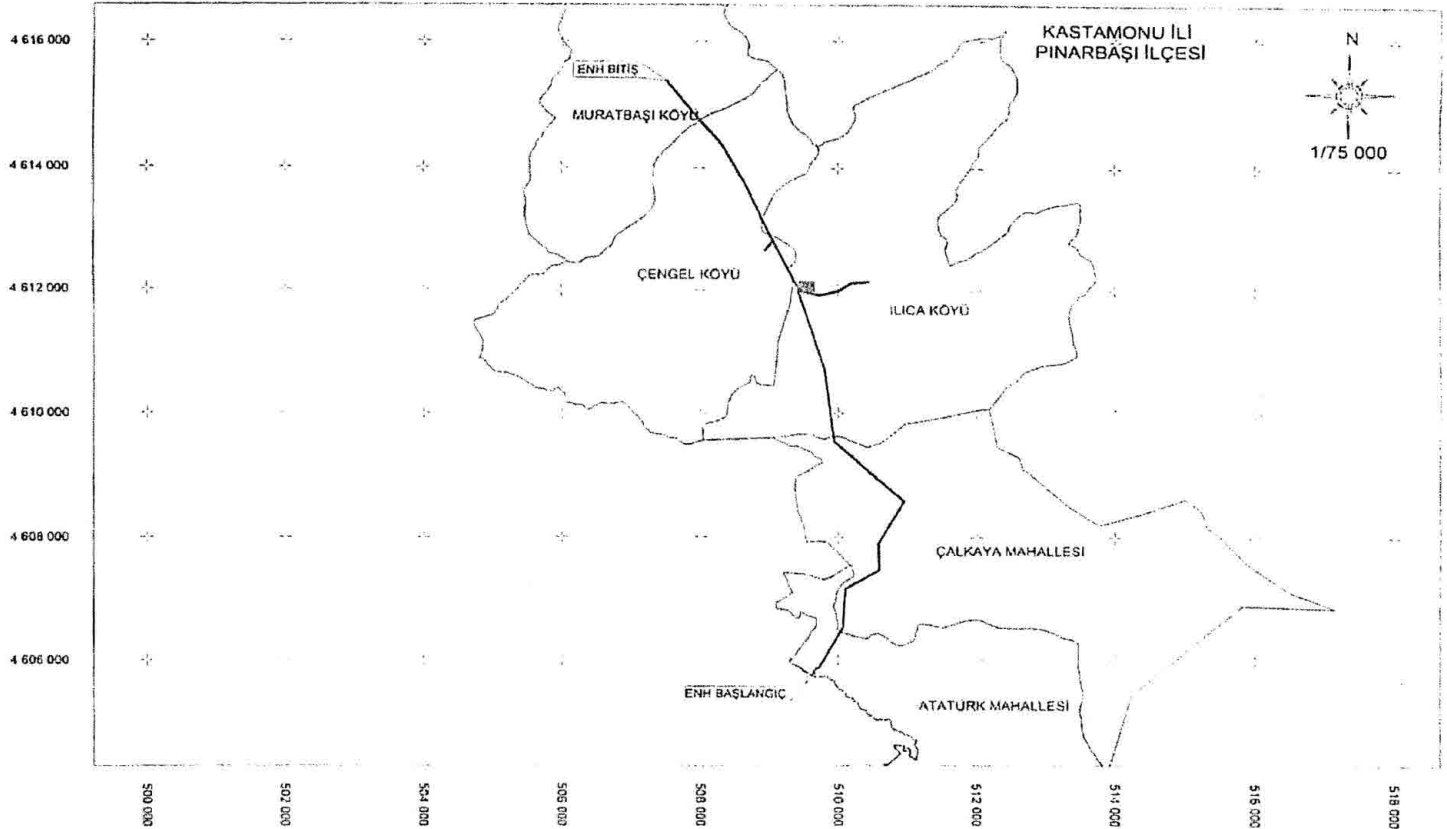 KASTAMONU İLİ
PINARBAŞI İLÇESİ
N
1/75 000
4 616 000
ENH BİTİŞ
MURATBAŞI KÖYÜ
4 614 000
ÇENGEL KÖYÜ
4 612 000
ILICA KÖYÜ
4 610 000
4 608 000
ÇALKAYA MAHALLESİ
4 606 000
ENH BAŞLANGIÇ
ATATÜRK MAHALLESİ
500 000
502 000
504 000
506 000
508 000
510 000
512 000
514 000
516 000
518 000